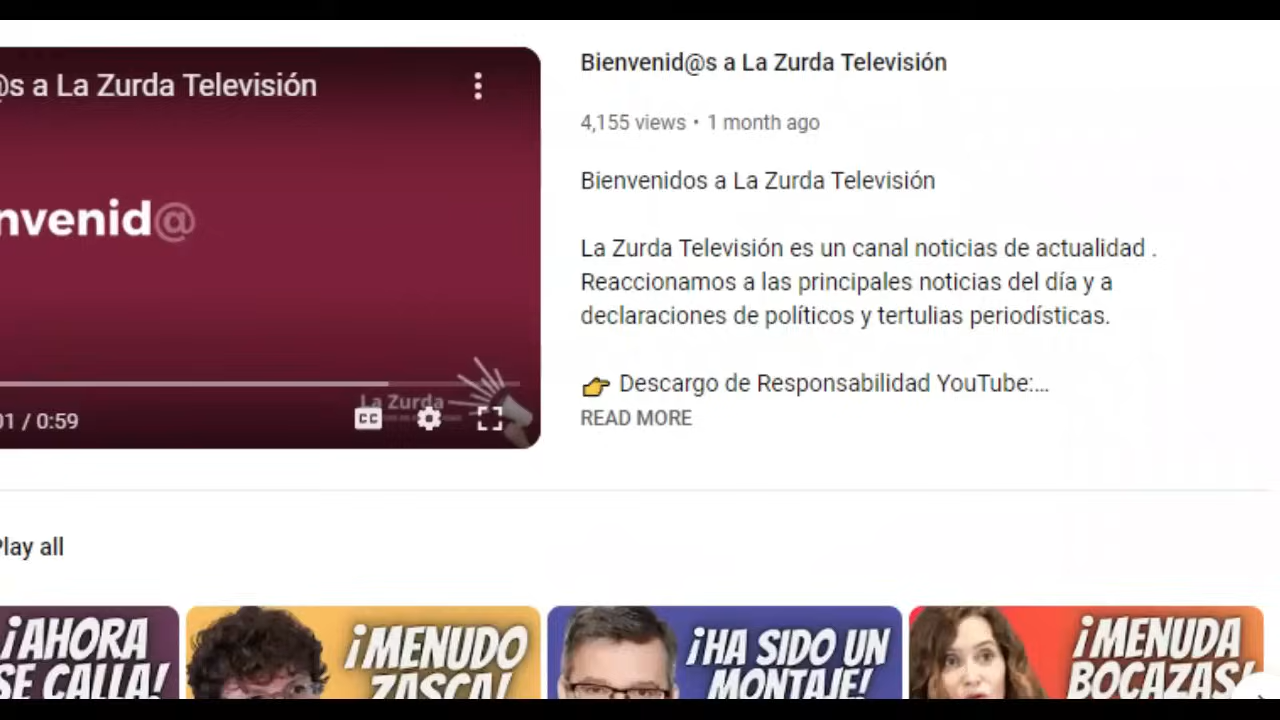 @s a La Zurda Televisión
nvenid@
La Zurda
01 / 0:59
CC
Bienvenid@s a La Zurda Televisión
4,155 views • 1 month ago
Bienvenidos a La Zurda Televisión
La Zurda Televisión es un canal noticias de actualidad .
Reaccionamos a las principales noticias del día y a
declaraciones de políticos y tertulias periodísticas.
👉 Descargo de Responsabilidad YouTube:...
READ MORE
Play all
¡AHORA
SE CALLA!
¡MENUDO
ZASCA!
¡HA SIDO UN
MONTAJE!
¡MENUDA
BOCAZAS!